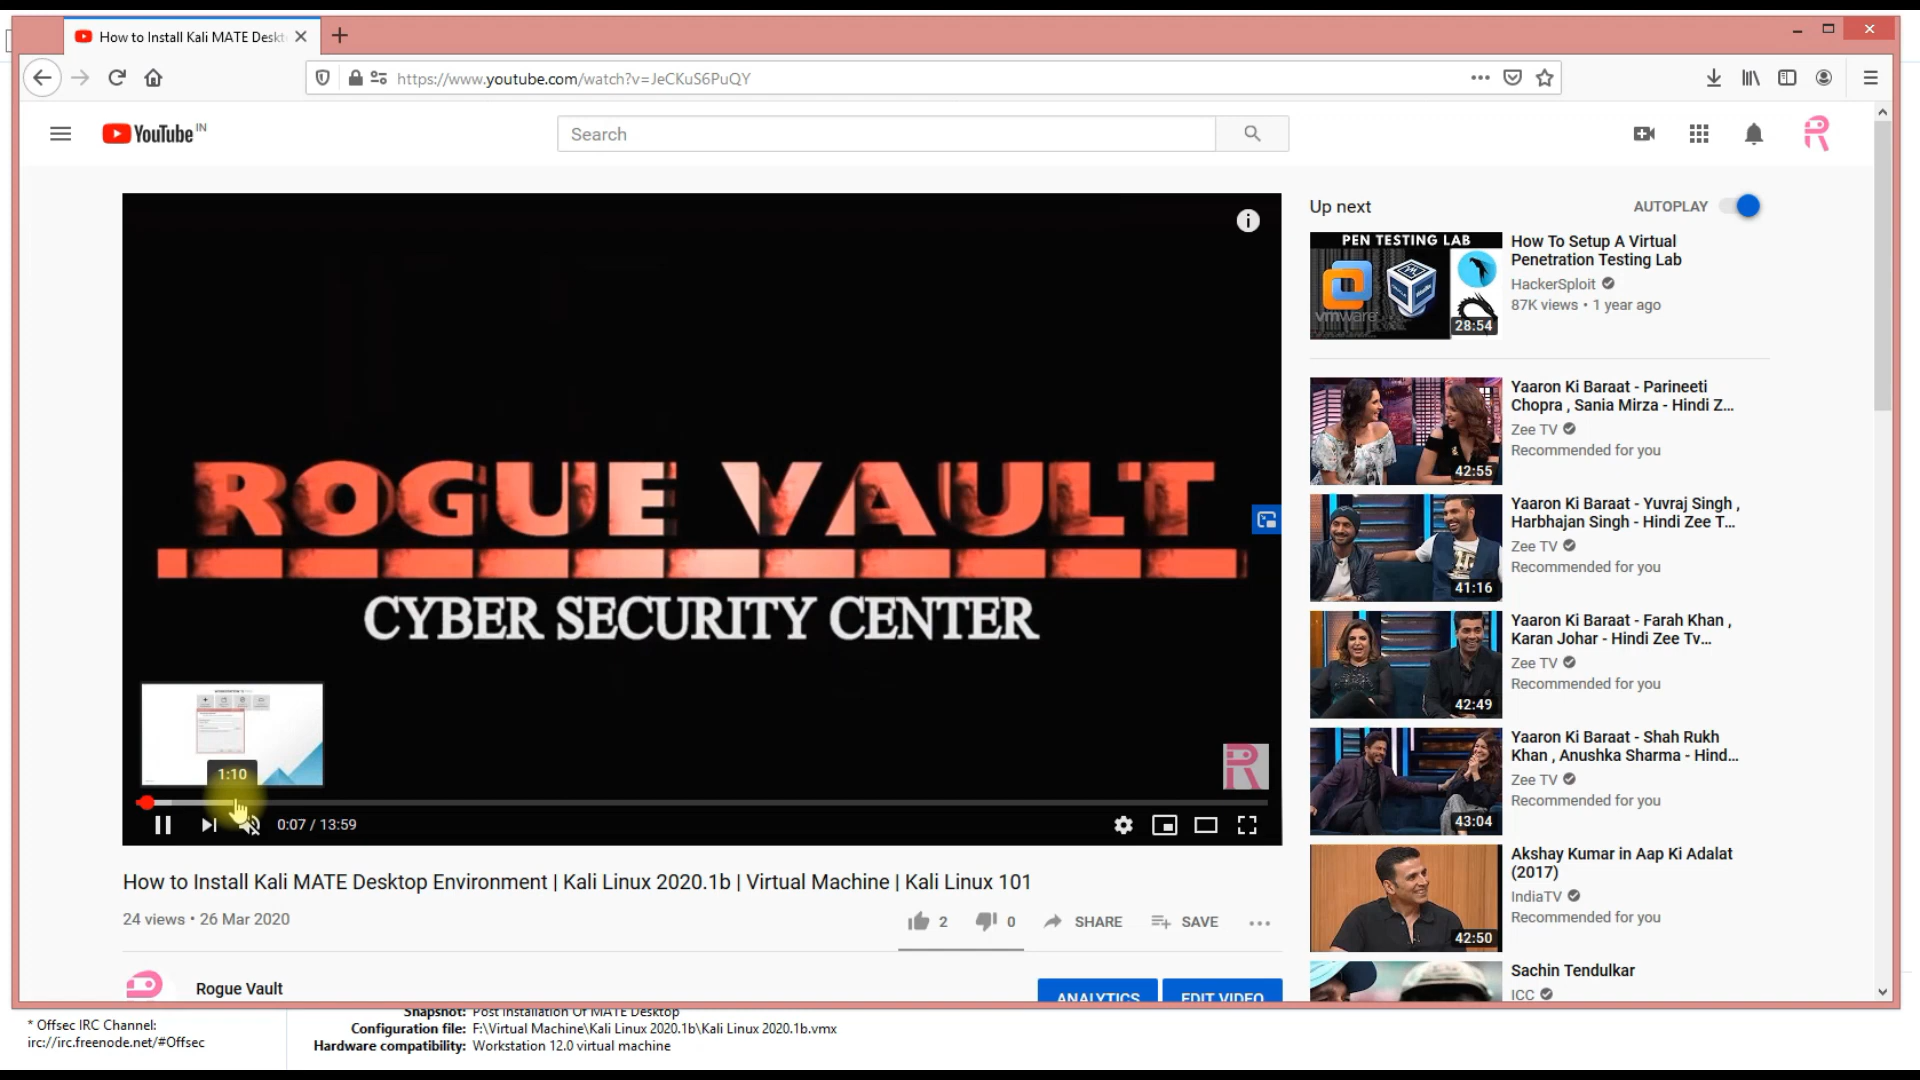 How to Install Kali MATE Deskt
https://www.youtube.com/watch?v=JeCKuS6PuQY
YouTube IN
Search
ROGUE VAULT
CYBER SECURITY CENTER
1:10
0:07 / 13:59
How to Install Kali MATE Desktop Environment | Kali Linux 2020.1b | Virtual Machine | Kali Linux 101
24 views • 26 Mar 2020
2
0
SHARE
SAVE
Rogue Vault
ANALYTICS
EDIT VIDEO
Up next
AUTOPLAY
PEN TESTING LAB
vmware
28:54
How To Setup A Virtual
Penetration Testing Lab
HackerSploit
87K views • 1 year ago
42:55
Yaaron Ki Baraat - Parineeti
Chopra , Sania Mirza - Hindi Z...
Zee TV
Recommended for you
41:16
Yaaron Ki Baraat - Yuvraj Singh ,
Harbhajan Singh - Hindi Zee T...
Zee TV
Recommended for you
42:49
Yaaron Ki Baraat - Farah Khan ,
Karan Johar - Hindi Zee Tv...
Zee TV
Recommended for you
43:04
Yaaron Ki Baraat - Shah Rukh
Khan , Anushka Sharma - Hind...
Zee TV
Recommended for you
42:50
Akshay Kumar in Aap Ki Adalat
(2017)
IndiaTV
Recommended for you
Sachin Tendulkar
ICC
* Offsec IRC Channel:
irc://irc.freenode.net/#Offsec
Snapshot: Post Installation Of MATE Desktop
Configuration file: F:\Virtual Machine\Kali Linux 2020.1b\Kali Linux 2020.1b.vmx
Hardware compatibility: Workstation 12.0 virtual machine